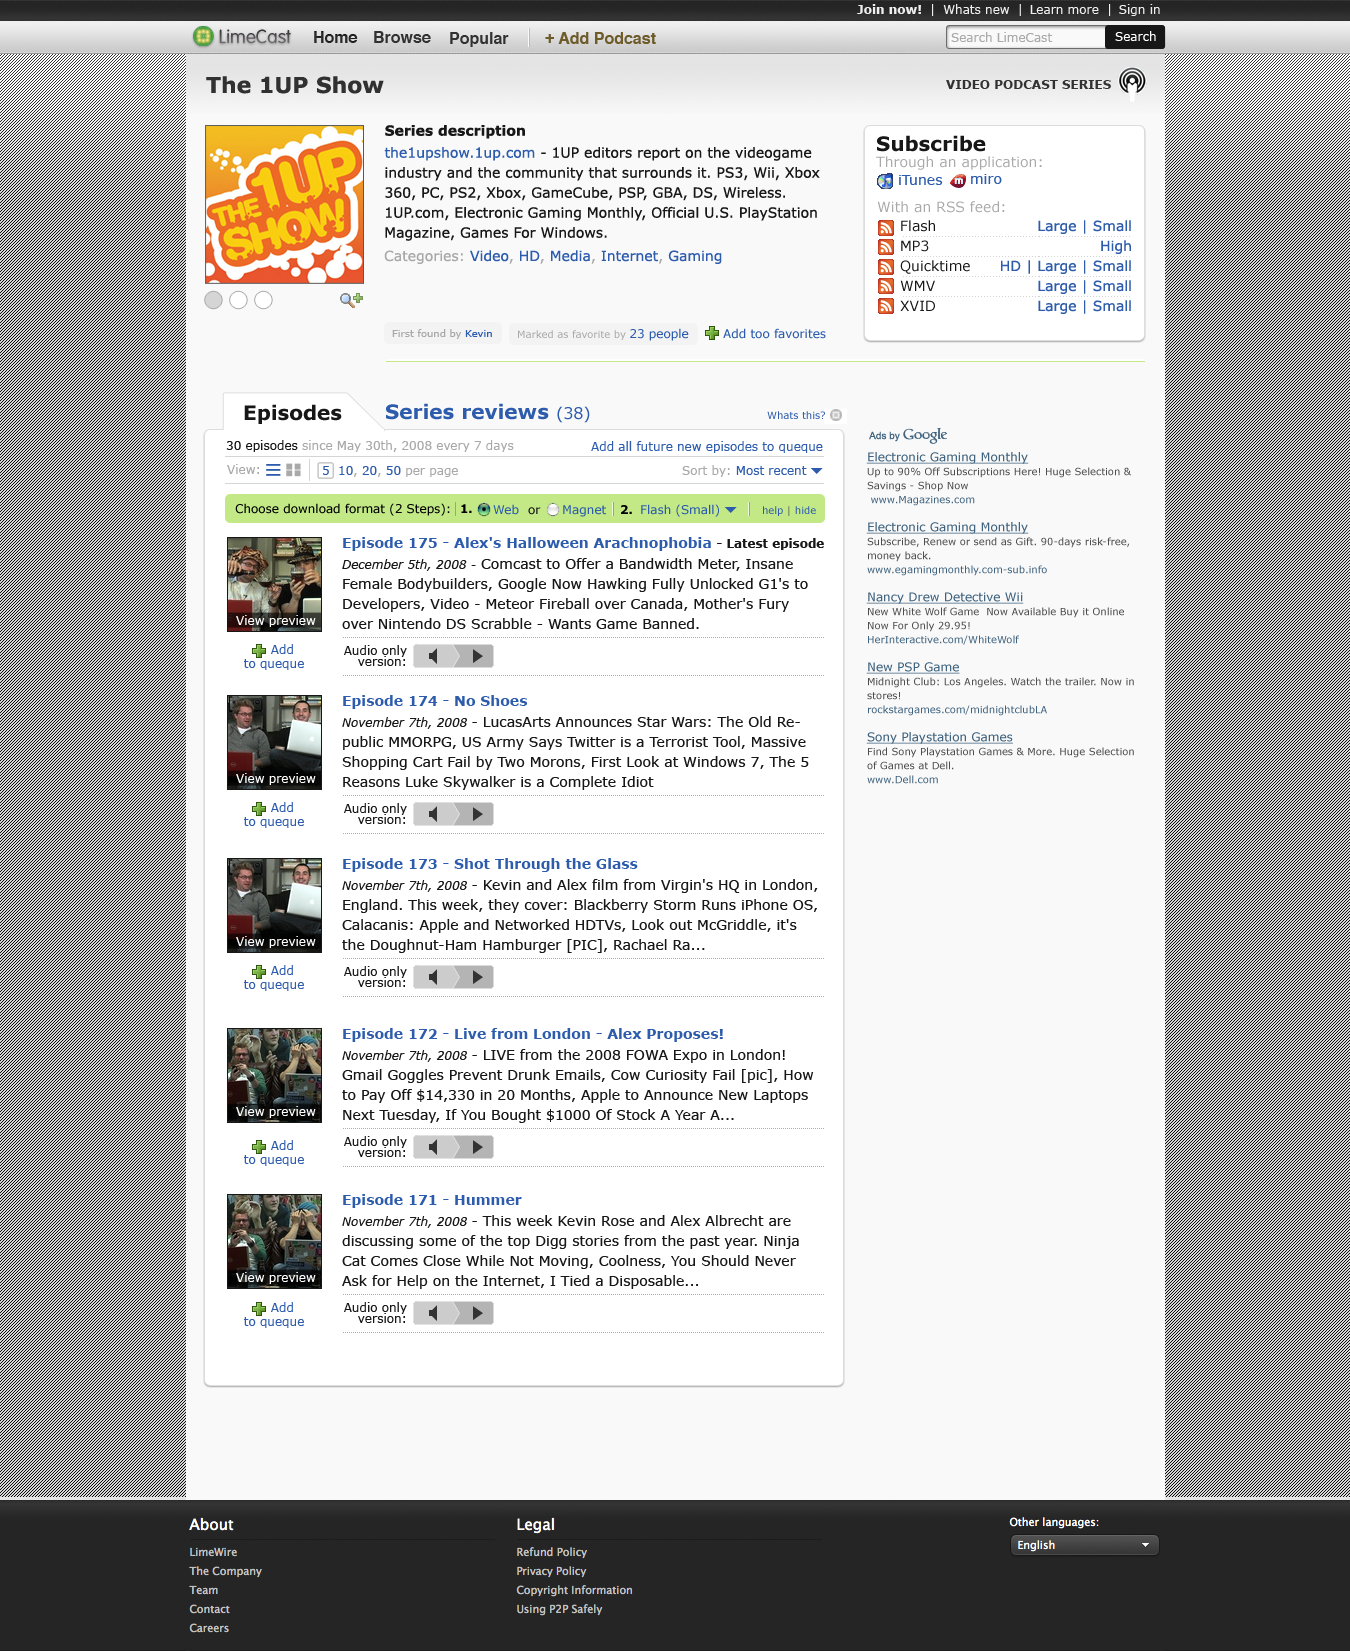 Join now! | Whats new | Learn more | Sign in
LimeCast Home Browse Popular + Add Podcast Search LimeCast Search
The 1UP Show
VIDEO PODCAST SERIES
THE 1UP SHOW
Series description
the1upshow.1up.com - 1UP editors report on the videogame
industry and the community that surrounds it. PS3, Wii, Xbox
360, PC, PS2, Xbox, GameCube, PSP, GBA, DS, Wireless.
1UP.com, Electronic Gaming Monthly, Official U.S. PlayStation
Magazine, Games For Windows.
Categories: Video, HD, Media, Internet, Gaming
First found by Kevin Marked as favorite by 23 people Add too favorites
Subscribe
Through an application:
iTunes miro
With an RSS feed:
Flash Large | Small
MP3 High
Quicktime HD | Large | Small
WMV Large | Small
XVID Large | Small
Episodes Series reviews (38) Whats this?
30 episodes since May 30th, 2008 every 7 days Add all future new episodes to queque
View: 5 10, 20, 50 per page Sort by: Most recent
Choose download format (2 Steps): 1. Web or Magnet 2. Flash (Small) help | hide
Episode 175 - Alex's Halloween Arachnophobia - Latest episode
December 5th, 2008 - Comcast to Offer a Bandwidth Meter, Insane
Female Bodybuilders, Google Now Hawking Fully Unlocked G1's to
Developers, Video - Meteor Fireball over Canada, Mother's Fury
over Nintendo DS Scrabble - Wants Game Banned.
View preview
Add
to queque
Audio only
version:
Episode 174 - No Shoes
November 7th, 2008 - LucasArts Announces Star Wars: The Old Re-
public MMORPG, US Army Says Twitter is a Terrorist Tool, Massive
Shopping Cart Fail by Two Morons, First Look at Windows 7, The 5
Reasons Luke Skywalker is a Complete Idiot
View preview
Add
to queque
Audio only
version:
Episode 173 - Shot Through the Glass
November 7th, 2008 - Kevin and Alex film from Virgin's HQ in London,
England. This week, they cover: Blackberry Storm Runs iPhone OS,
Calacanis: Apple and Networked HDTVs, Look out McGriddle, it's
the Doughnut-Ham Hamburger [PIC], Rachael Ra...
View preview
Add
to queque
Audio only
version:
Episode 172 - Live from London - Alex Proposes!
November 7th, 2008 - LIVE from the 2008 FOWA Expo in London!
Gmail Goggles Prevent Drunk Emails, Cow Curiosity Fail [pic], How
to Pay Off $14,330 in 20 Months, Apple to Announce New Laptops
Next Tuesday, If You Bought $1000 Of Stock A Year A...
View preview
Add
to queque
Audio only
version:
Episode 171 - Hummer
November 7th, 2008 - This week Kevin Rose and Alex Albrecht are
discussing some of the top Digg stories from the past year. Ninja
Cat Comes Close While Not Moving, Coolness, You Should Never
Ask for Help on the Internet, I Tied a Disposable...
View preview
Add
to queque
Audio only
version:
Ads by Google
Electronic Gaming Monthly
Up to 90% Off Subscriptions Here! Huge Selection &
Savings - Shop Now
www.Magazines.com
Electronic Gaming Monthly
Subscribe, Renew or send as Gift. 90-days risk-free,
money back.
www.egamingmonthly.com-sub.info
Nancy Drew Detective Wii
New White Wolf Game Now Available Buy it Online
Now For Only 29.95!
HerInteractive.com/WhiteWolf
New PSP Game
Midnight Club: Los Angeles. Watch the trailer. Now in
stores!
rockstargames.com/midnightclubLA
Sony Playstation Games
Find Sony Playstation Games & More. Huge Selection
of Games at Dell.
www.Dell.com
About
LimeWire
The Company
Team
Contact
Careers
Legal
Refund Policy
Privacy Policy
Copyright Information
Using P2P Safely
Other languages:
English